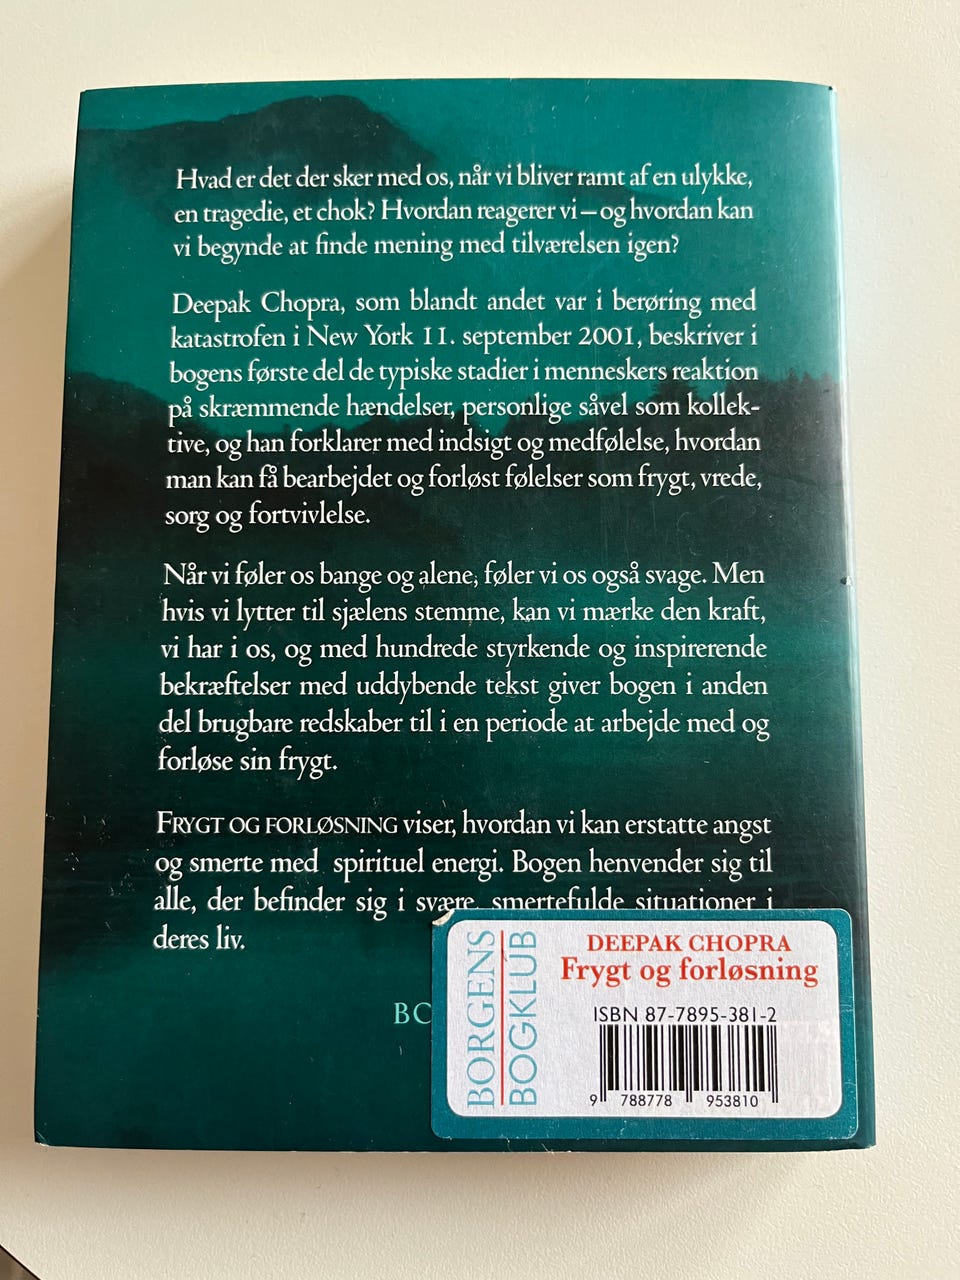 Hvad er det der sker med os, når vi bliver ramt af en ulykke,
en tragedie, et chok? Hvordan reagerer vi – og hvordan kan
vi begynde at finde mening med tilværelsen igen?
Deepak Chopra, som blandt andet var i berøring med
katastrofen i New York 11. september 2001, beskriver i
bogens første del de typiske stadier i menneskers reaktion
på skræmmende hændelser, personlige såvel som kollek-
tive, og han forklarer med indsigt og medfølelse, hvordan
man kan få bearbejdet og forløst følelser som frygt, vrede,
sorg og fortvivlelse.
Når vi føler os bange og alene, føler vi os også svage. Men
hvis vi lytter til sjælens stemme, kan vi mærke den kraft,
vi har i os, og med hundrede styrkende og inspirerende
bekræftelser med uddybende tekst giver bogen i anden
del brugbare redskaber til i en periode at arbejde med og
forløse sin frygt.
FRYGT OG FORLØSNING viser, hvordan vi kan erstatte angst
og smerte med spirituel energi. Bogen henvender sig til
alle, der befinder sig i svære, smertefulde situationer i
deres liv.
BO
BORGENS
BOGKLUB
DEEPAK CHOPRA
Frygt og forløsning
ISBN 87-7895-381-2
9 788778 953810